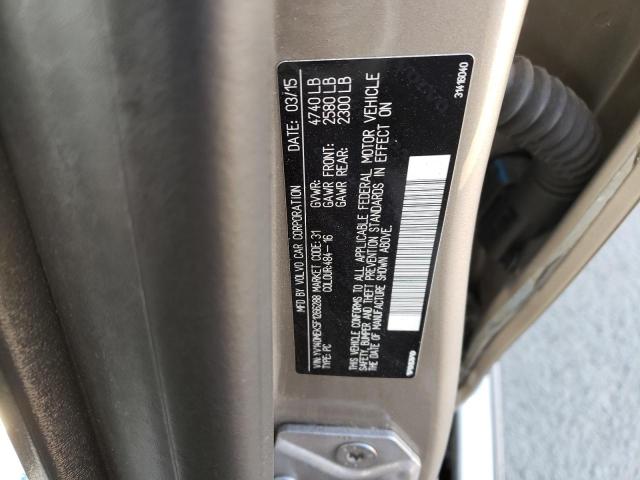 MFD BY VOLVO CAR CORPORATION DATE: 03/15
GVWR: 4740 LB
GAWR FRONT: 2580 LB
GAWR REAR: 2300 LB
MARKET CODE: 31
TYPE: PC COLOUR:484-16
THIS VEHICLE CONFORMS TO ALL APPLICABLE FEDERAL MOTOR VEHICLE
SAFETY, BUMPER AND THEFT PREVENTION STANDARDS IN EFFECT ON
THE DATE OF MANUFACTURE SHOWN ABOVE.
VOLVO
31416040